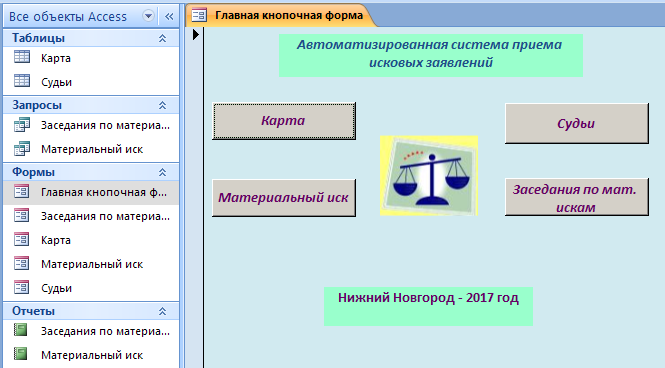 Все объекты Access
Таблицы
Карта
Судьи
Запросы
Заседания по материа...
Материальный иск
Формы
Главная кнопочная ф...
Заседания по материа...
Карта
Материальный иск
Судьи
Отчеты
Заседания по материа...
Материальный иск
Главная кнопочная форма
Автоматизированная система приема
исковых заявлений
Карта
Судьи
Материальный иск
Заседания по мат.
искам
Нижний Новгород - 2017 год